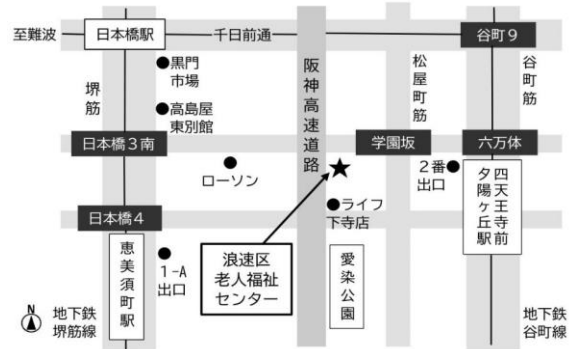 至難波
日本橋駅
千日前通
谷町9
●黒門
市場
堺筋
●高島屋
東別館
阪神高速道路
松屋町筋
谷町筋
日本橋3南
学園坂
六万体
●
ローソン
★
2番●
出口
四天王寺前
夕陽ヶ丘駅
日本橋4
●ライフ
下寺店
恵美須町駅
●
1-A
出口
浪速区
老人福祉
センター
愛染公園
N
地下鉄
堺筋線
地下鉄
谷町線